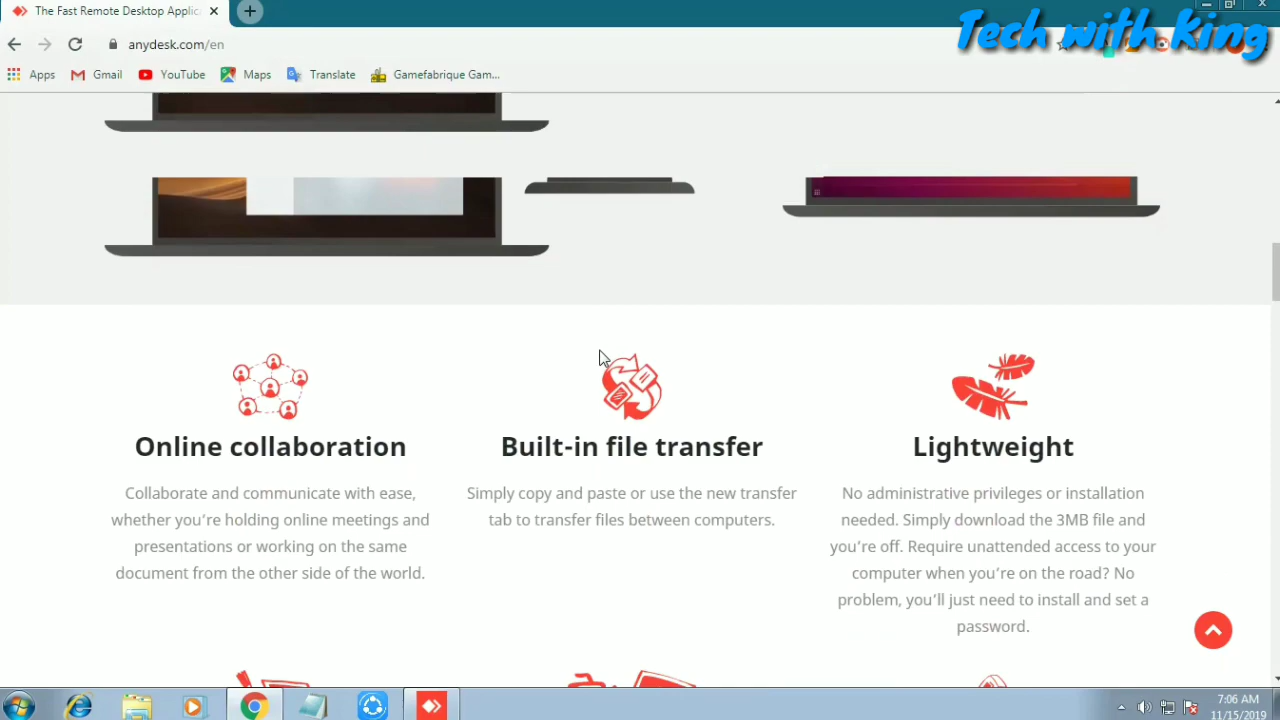 The Fast Remote Desktop Applic
Tech with King
anydesk.com/en
Apps
Gmail
YouTube
Maps
Translate
Gamefabrique Gam...
Online collaboration
Collaborate and communicate with ease,
whether you're holding online meetings and
presentations or working on the same
document from the other side of the world.
Built-in file transfer
Simply copy and paste or use the new transfer
tab to transfer files between computers.
Lightweight
No administrative privileges or installation
needed. Simply download the 3MB file and
you're off. Require unattended access to your
computer when you're on the road? No
problem, you'll just need to install and set a
password.
7:06 AM
11/15/2019